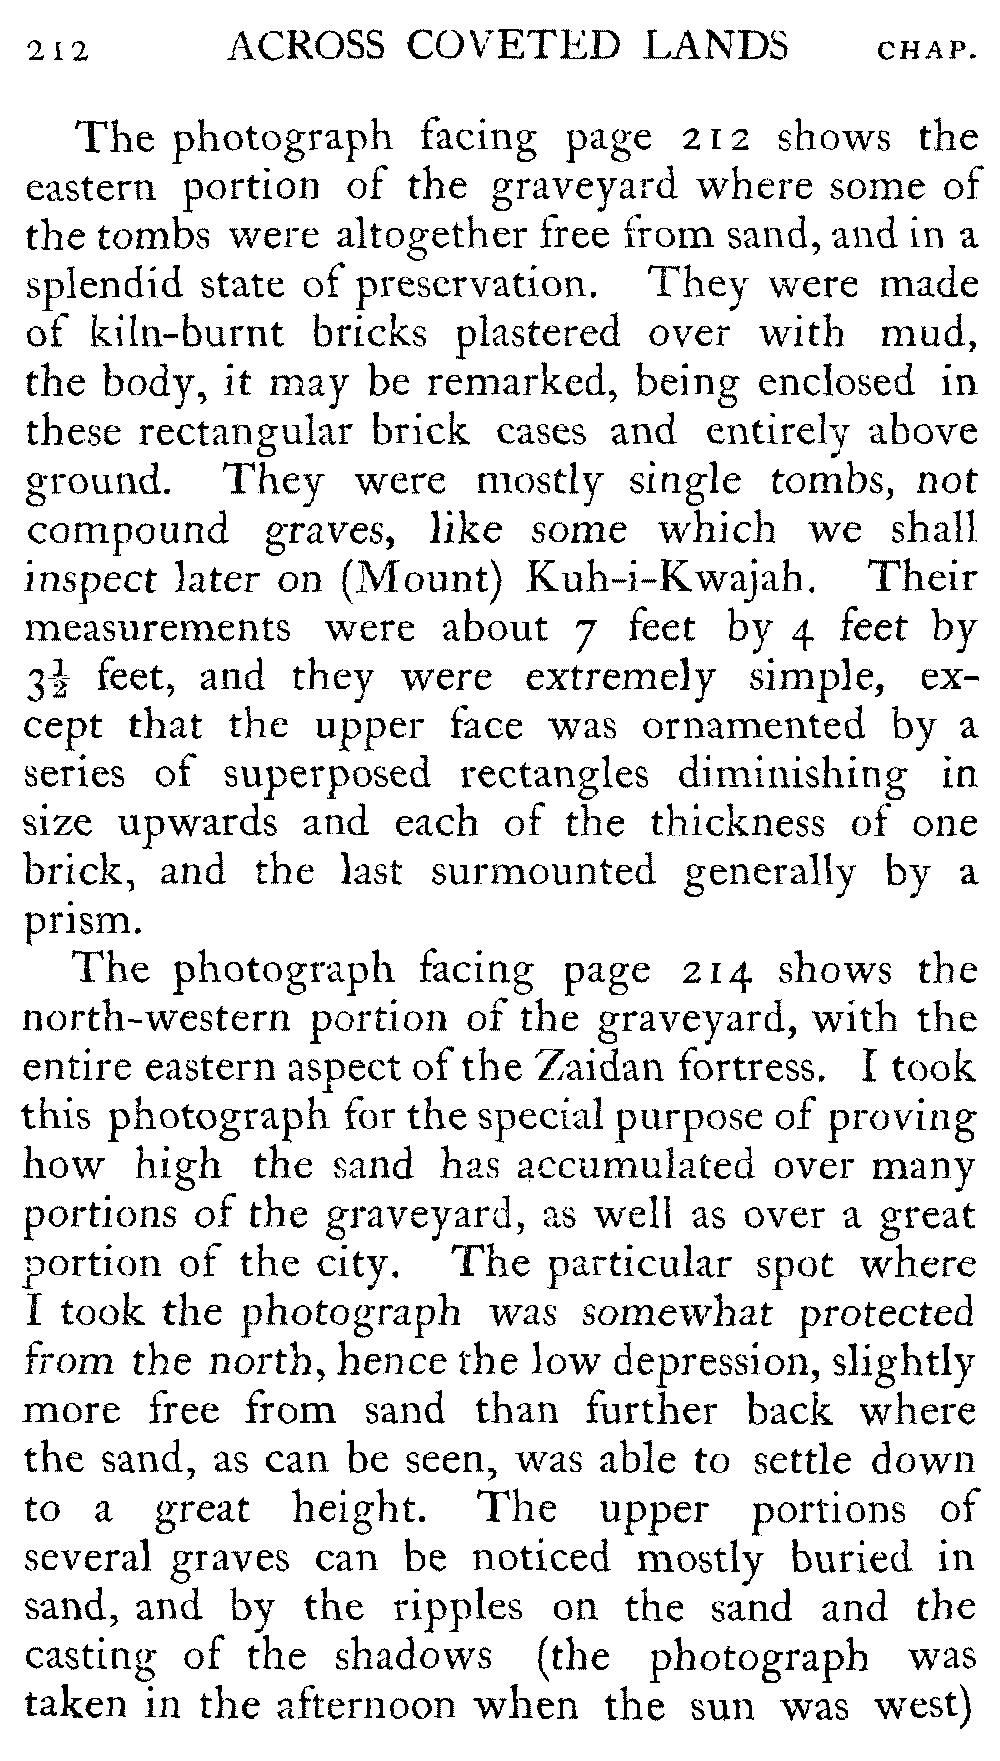 212 ACROSS COVETED LANDS CHAP.
The photograph facing page 212 shows the
eastern portion of the graveyard where some of
the tombs were altogether free from sand, and in a
splendid state of preservation. They were made
of kiln-burnt bricks plastered over with mud,
the body, it may be remarked, being enclosed in
these rectangular brick cases and entirely above
ground. They were mostly single tombs, not
compound graves, like some which we shall
inspect later on (Mount) Kuh-i-Kwajah. Their
measurements were about 7 feet by 4 feet by
3½ feet, and they were extremely simple, ex-
cept that the upper face was ornamented by a
series of superposed rectangles diminishing in
size upwards and each of the thickness of one
brick, and the last surmounted generally by a
prism.
The photograph facing page 214 shows the
north-western portion of the graveyard, with the
entire eastern aspect of the Zaidan fortress. I took
this photograph for the special purpose of proving
how high the sand has accumulated over many
portions of the graveyard, as well as over a great
portion of the city. The particular spot where
I took the photograph was somewhat protected
from the north, hence the low depression, slightly
more free from sand than further back where
the sand, as can be seen, was able to settle down
to a great height. The upper portions of
several graves can be noticed mostly buried in
sand, and by the ripples on the sand and the
casting of the shadows (the photograph was
taken in the afternoon when the sun was west)